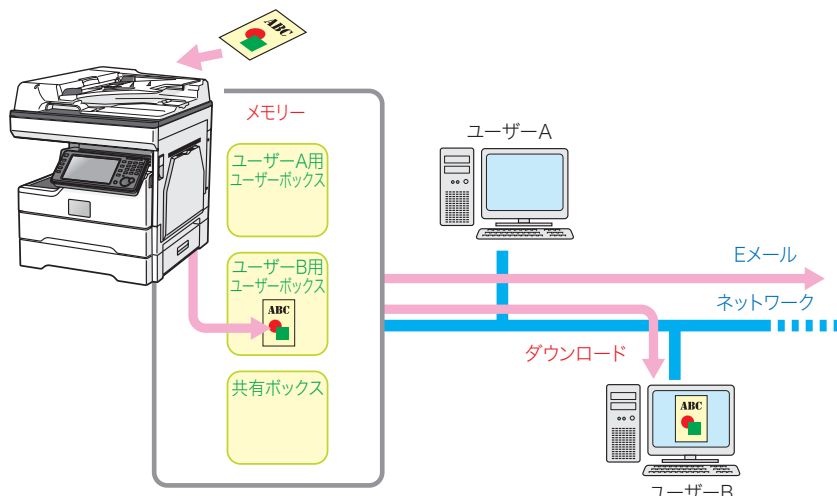 ABC
メモリー
ユーザーA用
ユーザーボックス
ユーザーA
ユーザーB用
ユーザーボックス
ABC
Eメール
ネットワーク
ダウンロード
共有ボックス
ABC
ユーザーB